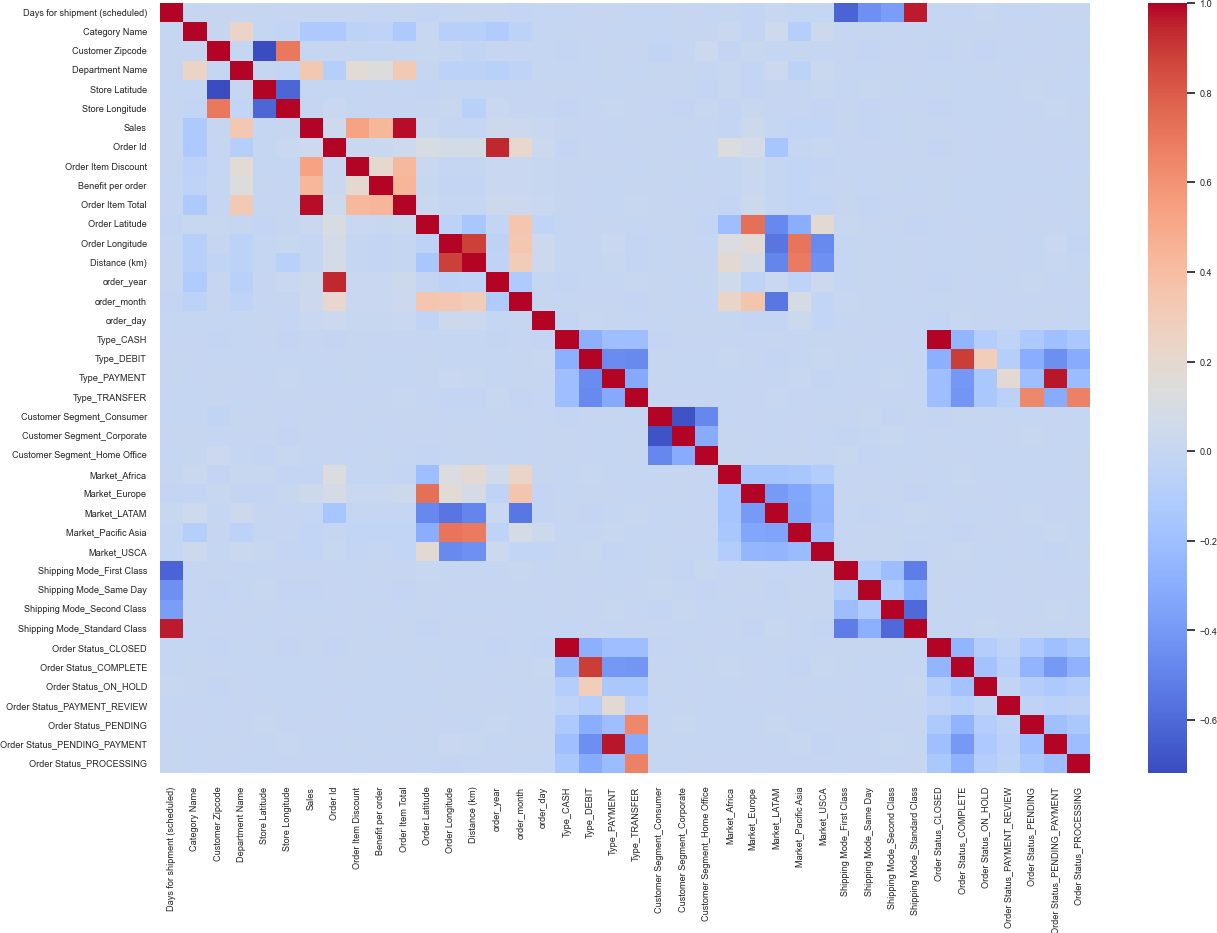 Days for shipment (scheduled)
Category Name
Customer Zipcode
Department Name
Store Latitude
Store Longitude
Sales
Order Id
Order Item Discount
Benefit per order
Order Item Total
Order Latitude
Order Longitude
Distance (km)
order_year
order_month
order_day
Type_CASH
Type_DEBIT
Type_PAYMENT
Type_TRANSFER
Customer Segment_Consumer
Customer Segment_Corporate
Customer Segment_Home Office
Market_Africa
Market_Europe
Market_LATAM
Market_Pacific Asia
Market_USCA
Shipping Mode_First Class
Shipping Mode_Same Day
Shipping Mode_Second Class
Shipping Mode_Standard Class
Order Status_CLOSED
Order Status_COMPLETE
Order Status_ON_HOLD
Order Status_PAYMENT_REVIEW
Order Status_PENDING
Order Status_PENDING_PAYMENT
Order Status_PROCESSING
Days for shipment (scheduled)
Category Name
Customer Zipcode
Department Name
Store Latitude
Store Longitude
Sales
Order Id
Order Item Discount
Benefit per order
Order Item Total
Order Latitude
Order Longitude
Distance (km)
order_year
order_month
order_day
Type_CASH
Type_DEBIT
Type_PAYMENT
Type_TRANSFER
Customer Segment_Consumer
Customer Segment_Corporate
Customer Segment_Home Office
Market_Africa
Market_Europe
Market_LATAM
Market_Pacific Asia
Market_USCA
Shipping Mode_First Class
Shipping Mode_Same Day
Shipping Mode_Second Class
Shipping Mode_Standard Class
Order Status_CLOSED
Order Status_COMPLETE
Order Status_ON_HOLD
Order Status_PAYMENT_REVIEW
Order Status_PENDING
Order Status_PENDING_PAYMENT
Order Status_PROCESSING
1.0
0.8
0.6
0.4
0.2
0.0
−0.2
−0.4
−0.6